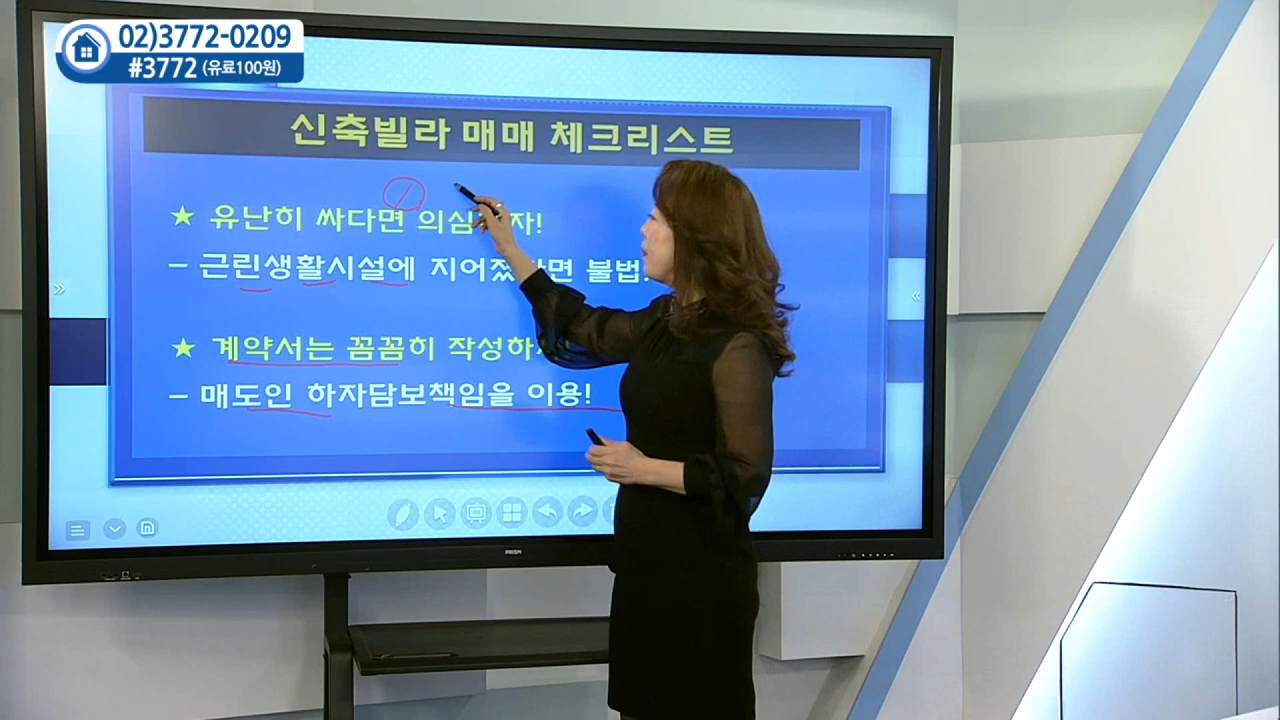 02)3772-0209
#3772 (유료100원)
신축빌라 매매 체크리스트
★ 유난히 싸다면 의심 자!
- 근린생활시설에 지어졌 면 불법!
★ 계약서는 꼼꼼히 작성하
- 매도인 하자담보책임을 이용!
PRISM